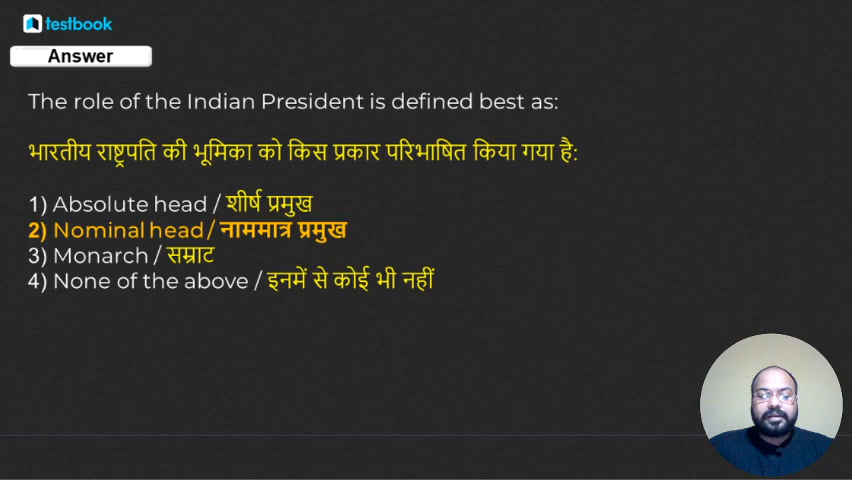 testbook
Answer
The role of the Indian President is defined best as:
भारतीय राष्ट्रपति की भूमिका को किस प्रकार परिभाषित किया गया है:
1) Absolute head / शीर्ष प्रमुख
2) Nominal head / नाममात्र प्रमुख
3) Monarch / सम्राट
4) None of the above / इनमें से कोई भी नहीं